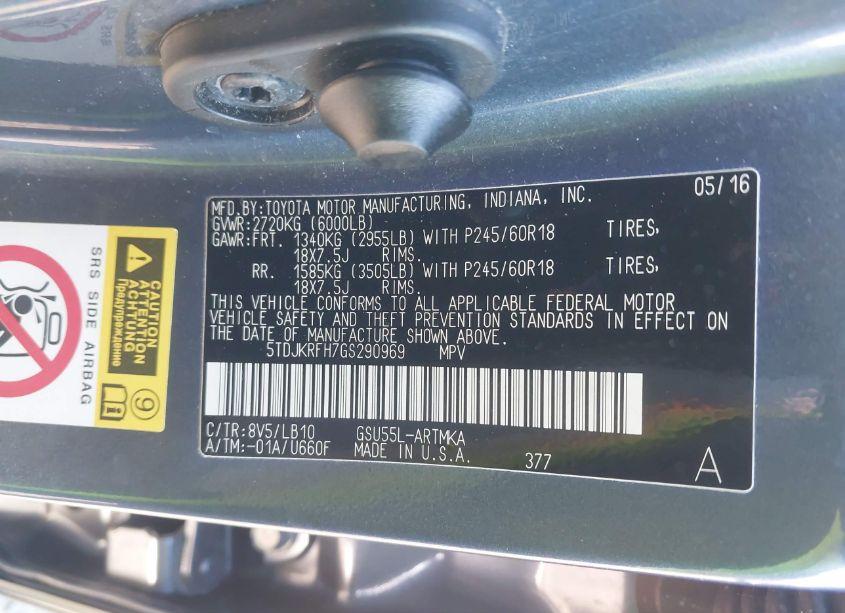 MFD.BY:TOYOTA MOTOR MANUFACTURING, INDIANA, INC. 05/16
GVWR:2720KG (6000LB)
GAWR:FRT. 1340KG (2955LB) WITH P245/60R18 TIRES,
18X7.5J RIMS.
RR. 1585KG (3505LB) WITH P245/60R18 TIRES,
18X7.5J RIMS.
THIS VEHICLE CONFORMS TO ALL APPLICABLE FEDERAL MOTOR
VEHICLE SAFETY AND THEFT PREVENTION STANDARDS IN EFFECT ON
THE DATE OF MANUFACTURE SHOWN ABOVE.
5TDJKRFH7GS290969 MPV
C/TR:8V5/LB10 GSU55L-ARTMKA
A/TM:-01A/U660F MADE IN U.S.A. 377 A
SRS SIDE AIRBAG
CAUTION
ATTENTION
ACHTUNG
Предупреждение
9